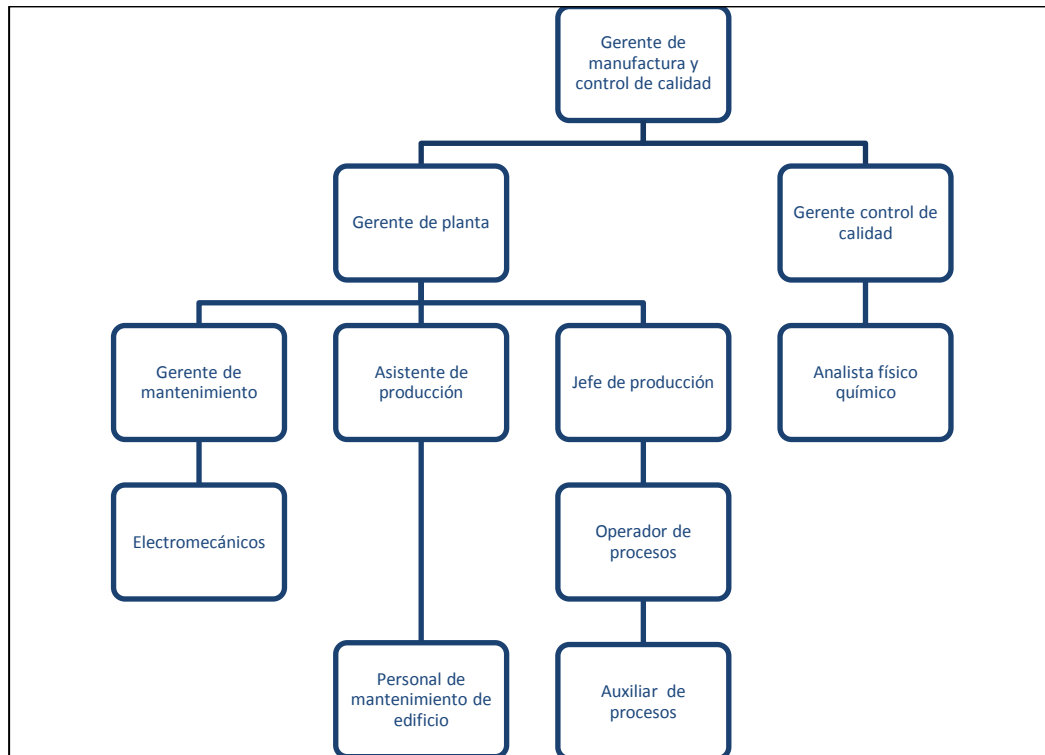 Gerente de
manufactura y
control de calidad
Gerente de planta
Gerente control de
calidad
Gerente de
mantenimiento
Asistente de
producción
Jefe de producción
Analista físico
químico
Electromecánicos
Operador de
procesos
Personal de
mantenimiento de
edificio
Auxiliar de
procesos